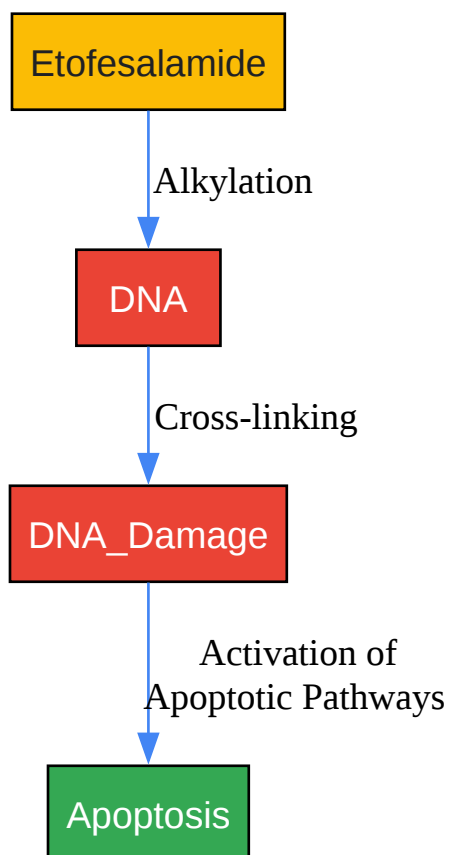 Etofesalamide
Alkylation
DNA
Cross-linking
DNA_Damage
Activation of
Apoptotic Pathways
Apoptosis